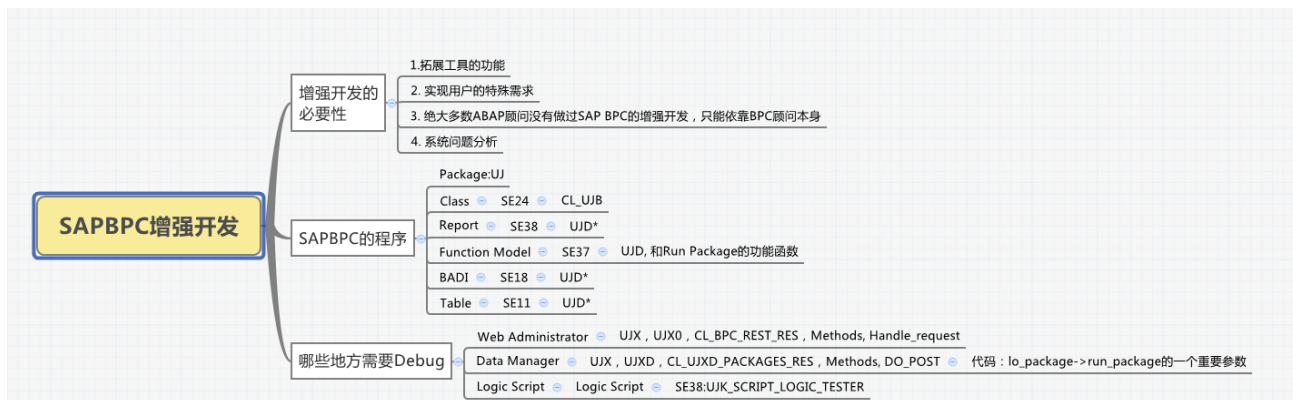 SAPBPC增强开发
增强开发的
必要性
1.拓展工具的功能
2. 实现用户的特殊需求
3. 绝大多数ABAP顾问没有做过SAP BPC的增强开发，只能依靠BPC顾问本身
4. 系统问题分析
SAPBPC的程序
Package:UJ
Class SE24 CL_UJB
Report SE38 UJD*
Function Model SE37 UJD, 和Run Package的功能函数
BADI SE18 UJD*
Table SE11 UJD*
哪些地方需要Debug
Web Administrator UJX，UJX0，CL_BPC_REST_RES，Methods, Handle_request
Data Manager UJX，UJXD，CL_UJXD_PACKAGES_RES，Methods, DO_POST 代码：lo_package->run_package的一个重要参数
Logic Script Logic Script SE38:UJK_SCRIPT_LOGIC_TESTER